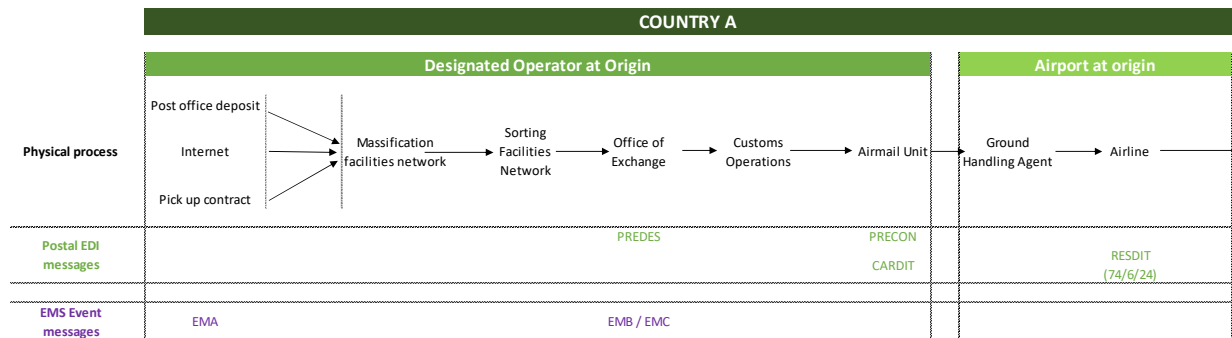 COUNTRY A
Designated Operator at Origin
Airport at origin
Physical process
Post office deposit
Internet
Pick up contract
Massification
facilities network
Sorting
Facilities
Network
Office of
Exchange
Customs
Operations
Airmail Unit
Ground
Handling Agent
Airline
Postal EDI
messages
PREDES
PRECON
CARDIT
RESDIT
(74/6/24)
EMS Event
messages
EMA
EMB / EMC